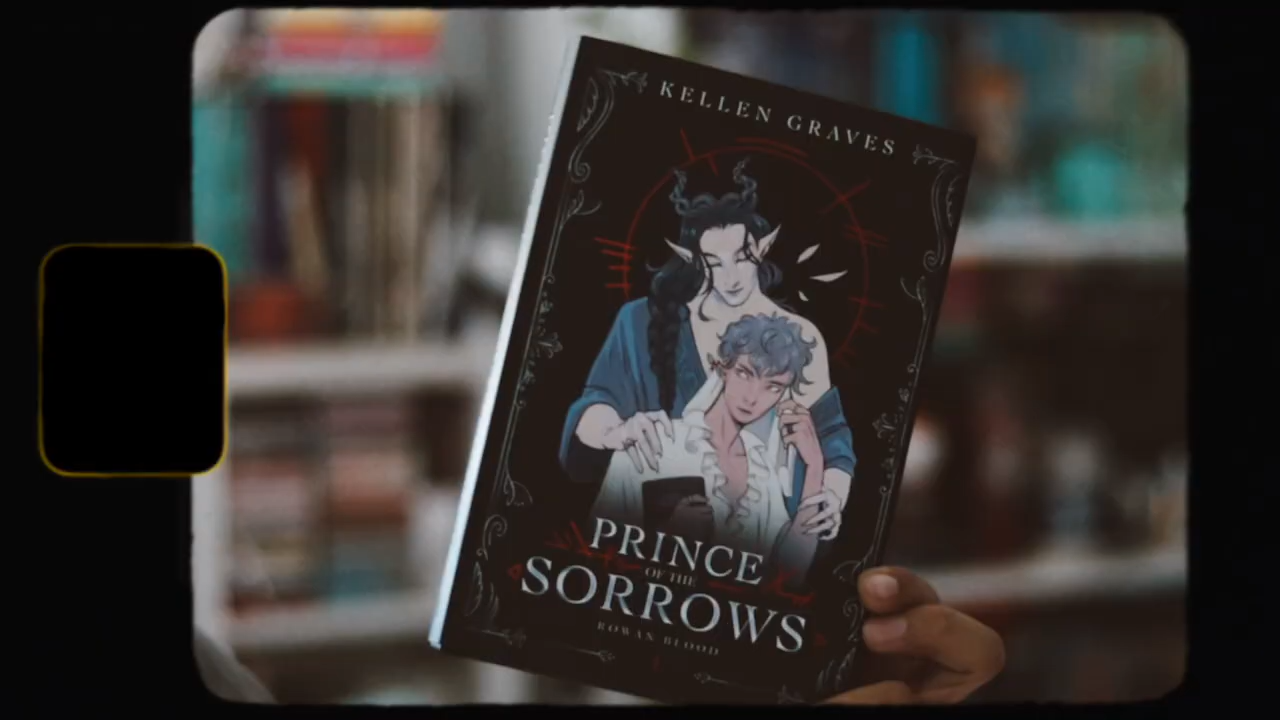 KELLEN GRAVES
PRINCE
OF THE
SORROWS
ROWAN BLOOD